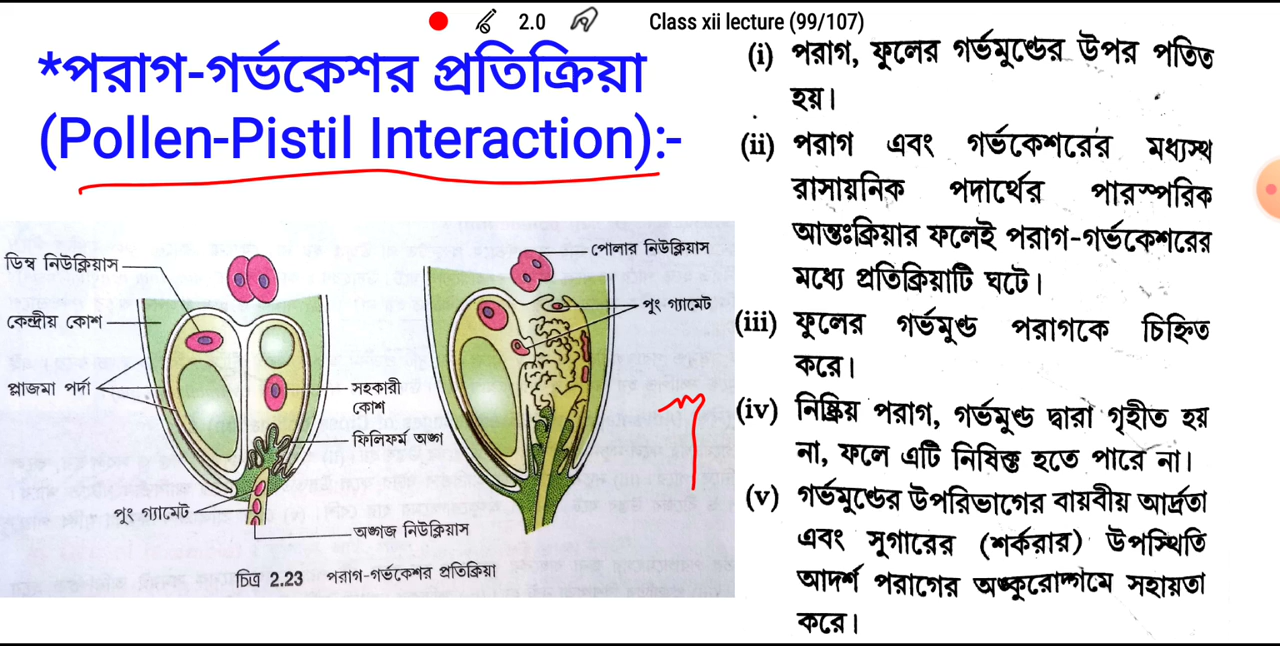 2.0 Class xii lecture (99/107)
*পরাগ-গর্ভকেশর প্রতিক্রিয়া
(Pollen-Pistil Interaction):-
ডিম্ব নিউক্লিয়াস
কেন্দ্রীয় কোশ
প্লাজমা পর্দা
সহকারী
কোশ
ফিলিফর্ম অঙ্গ
পুং গ্যামেট
অঙ্গজ নিউক্লিয়াস
পোলার নিউক্লিয়াস
পুং গ্যামেট
চিত্র 2.23 পরাগ-গর্ভকেশর প্রতিক্রিয়া
(i) পরাগ, ফুলের গর্ভমুণ্ডের উপর পতিত
হয়।
(ii) পরাগ এবং গর্ভকেশরের মধ্যস্থ
রাসায়নিক পদার্থের পারস্পরিক
আন্তঃক্রিয়ার ফলেই পরাগ-গর্ভকেশরের
মধ্যে প্রতিক্রিয়াটি ঘটে।
(iii) ফুলের গর্ভমুণ্ড পরাগকে চিহ্নিত
করে।
(iv) নিষ্ক্রিয় পরাগ, গর্ভমুণ্ড দ্বারা গৃহীত হয়
না, ফলে এটি নিষিক্ত হতে পারে না।
(v) গর্ভমুণ্ডের উপরিভাগের বায়বীয় আর্দ্রতা
এবং সুগারের (শর্করার) উপস্থিতি
আদর্শ পরাগের অঙ্কুরোদ্গমে সহায়তা
করে।